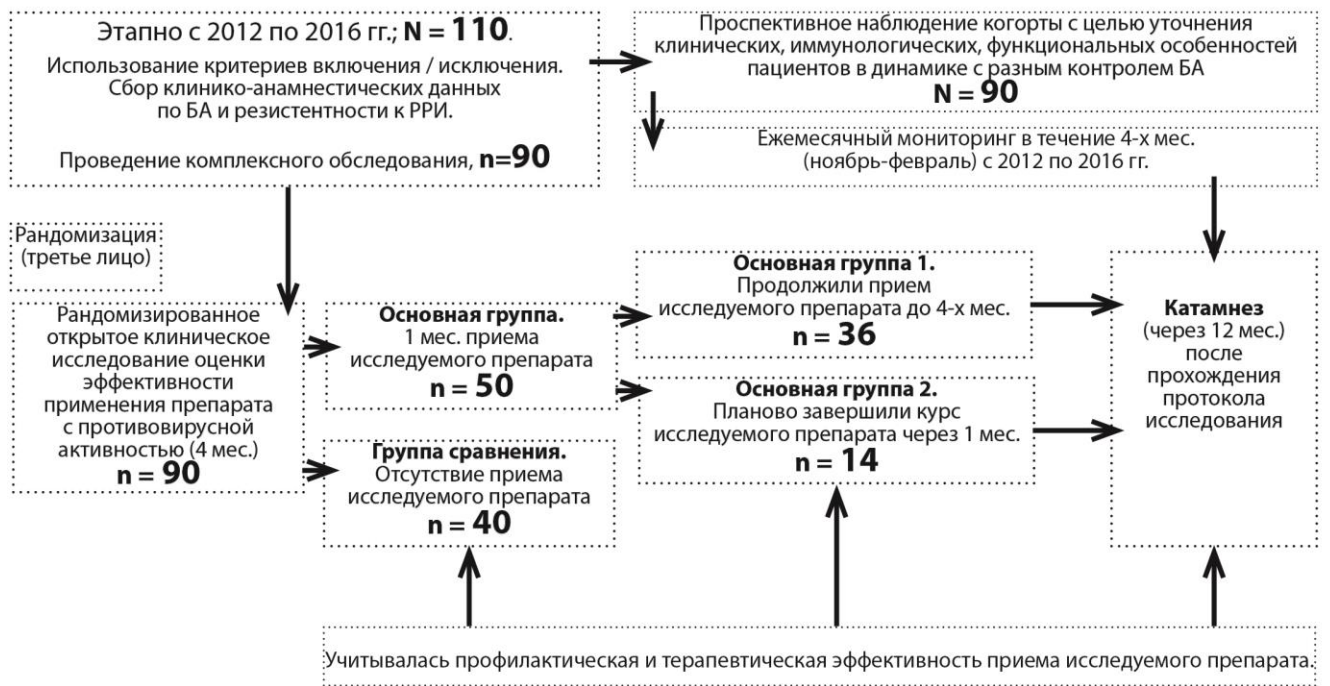 Этапно с 2012 по 2016 гг.; N = 110.
Использование критериев включения / исключения.
Сбор клинико-анамнестических данных
по БА и резистентности к РРИ.
Проведение комплексного обследования, n=90
Проспективное наблюдение когорты с целью уточнения
клинических, иммунологических, функциональных особенностей
пациентов в динамике с разным контролем БА
N = 90
Ежемесячный мониторинг в течение 4-х мес.
(ноябрь-февраль) с 2012 по 2016 гг.
Рандомизация
(третье лицо)
Рандомизированное
открытое клиническое
исследование оценки
эффективности
применения препарата
с противовирусной
активностью (4 мес.)
n = 90
Основная группа.
1 мес. приема
исследуемого препарата
n = 50
Группа сравнения.
Отсутствие приема
исследуемого препарата
n = 40
Основная группа 1.
Продолжили прием
исследуемого препарата до 4-х мес.
n = 36
Основная группа 2.
Планово завершили курс
исследуемого препарата через 1 мес.
n = 14
Катамнез
(через 12 мес.)
после
прохождения
протокола
исследования
Учитывалась профилактическая и терапевтическая эффективность приема исследуемого препарата.